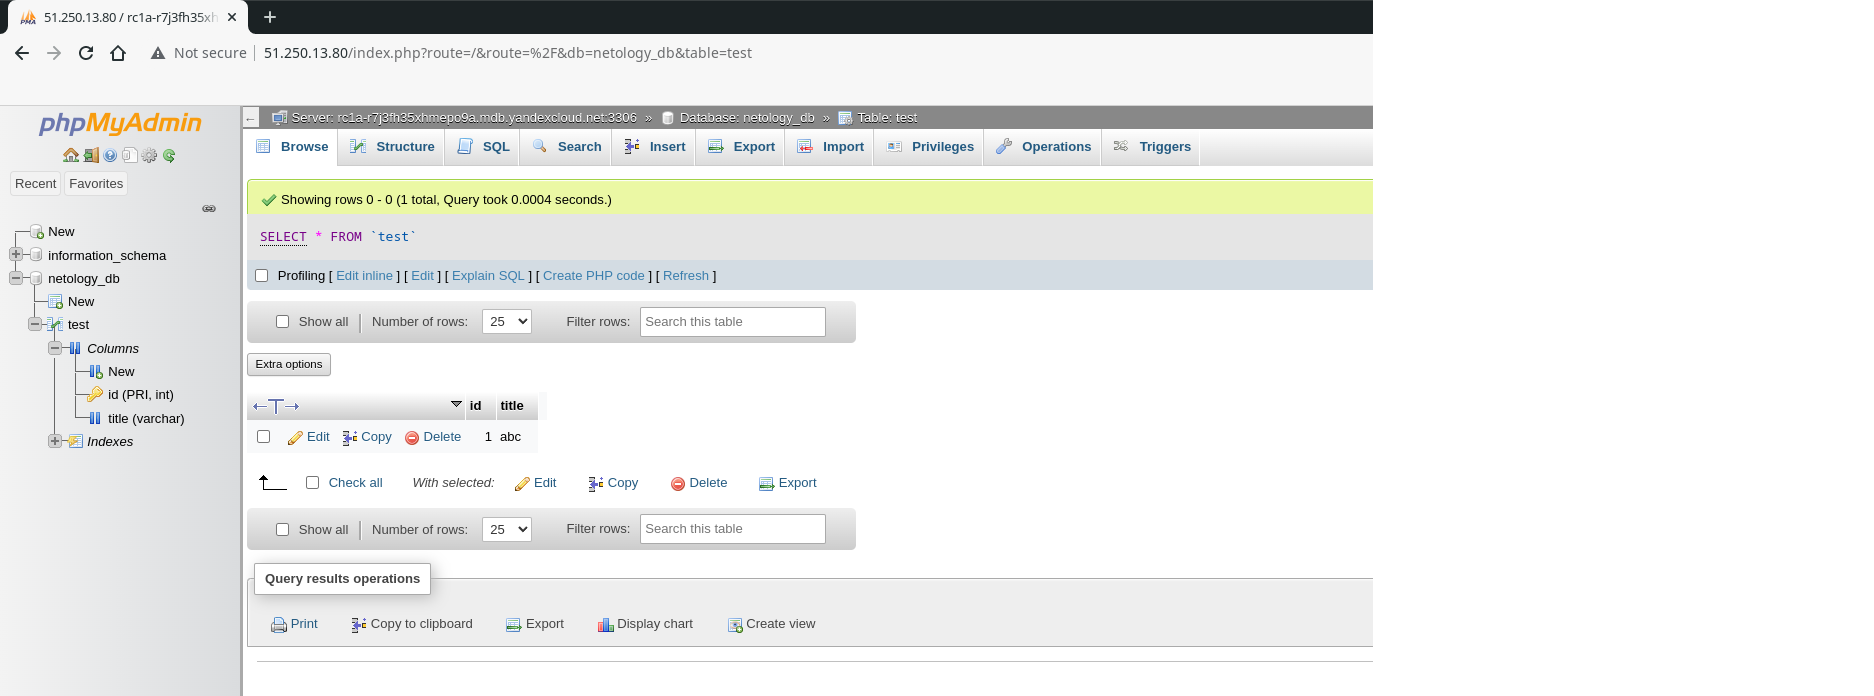 51.250.13.80 / rc1a-r7j3fh35xh
Not secure 51.250.13.80/index.php?route=/&route=%2F&db=netology_db&table=test
phpMyAdmin
Recent Favorites
New
information_schema
netology_db
New
test
Columns
New
id (PRI, int)
title (varchar)
Indexes
Server: rc1a-r7j3fh35xhmepo9a.mdb.yandexcloud.net:3306 » Database: netology_db » Table: test
Browse Structure SQL Search Insert Export Import Privileges Operations Triggers
Showing rows 0 - 0 (1 total, Query took 0.0004 seconds.)
SELECT * FROM `test`
Profiling [ Edit inline ] [ Edit ] [ Explain SQL ] [ Create PHP code ] [ Refresh ]
Show all Number of rows: 25 Filter rows: Search this table
Extra options
←T→ id title
Edit Copy Delete 1 abc
Check all With selected: Edit Copy Delete Export
Show all Number of rows: 25 Filter rows: Search this table
Query results operations
Print Copy to clipboard Export Display chart Create view